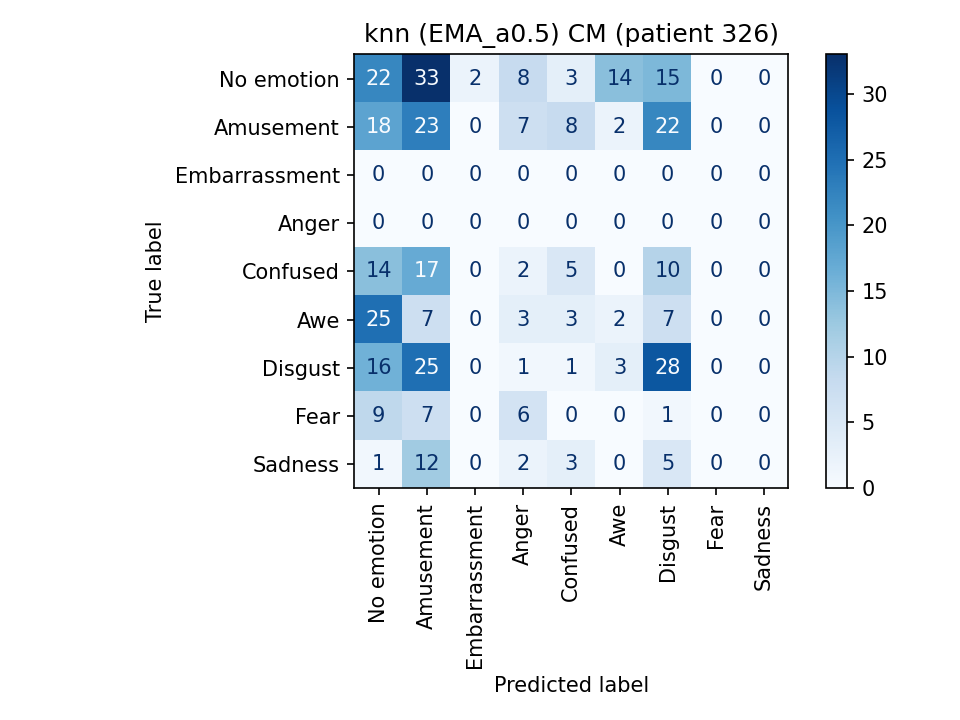 knn (EMA_a0.5) CM (patient 326)
No emotion 22 33 2 8 3 14 15 0 0
Amusement 18 23 0 7 8 2 22 0 0
Embarrassment 0 0 0 0 0 0 0 0 0
Anger 0 0 0 0 0 0 0 0 0
Confused 14 17 0 2 5 0 10 0 0
Awe 25 7 0 3 3 2 7 0 0
Disgust 16 25 0 1 1 3 28 0 0
Fear 9 7 0 6 0 0 1 0 0
Sadness 1 12 0 2 3 0 5 0 0
True label
No emotion
Amusement
Embarrassment
Anger
Confused
Awe
Disgust
Fear
Sadness
Predicted label
30
25
20
15
10
5
0